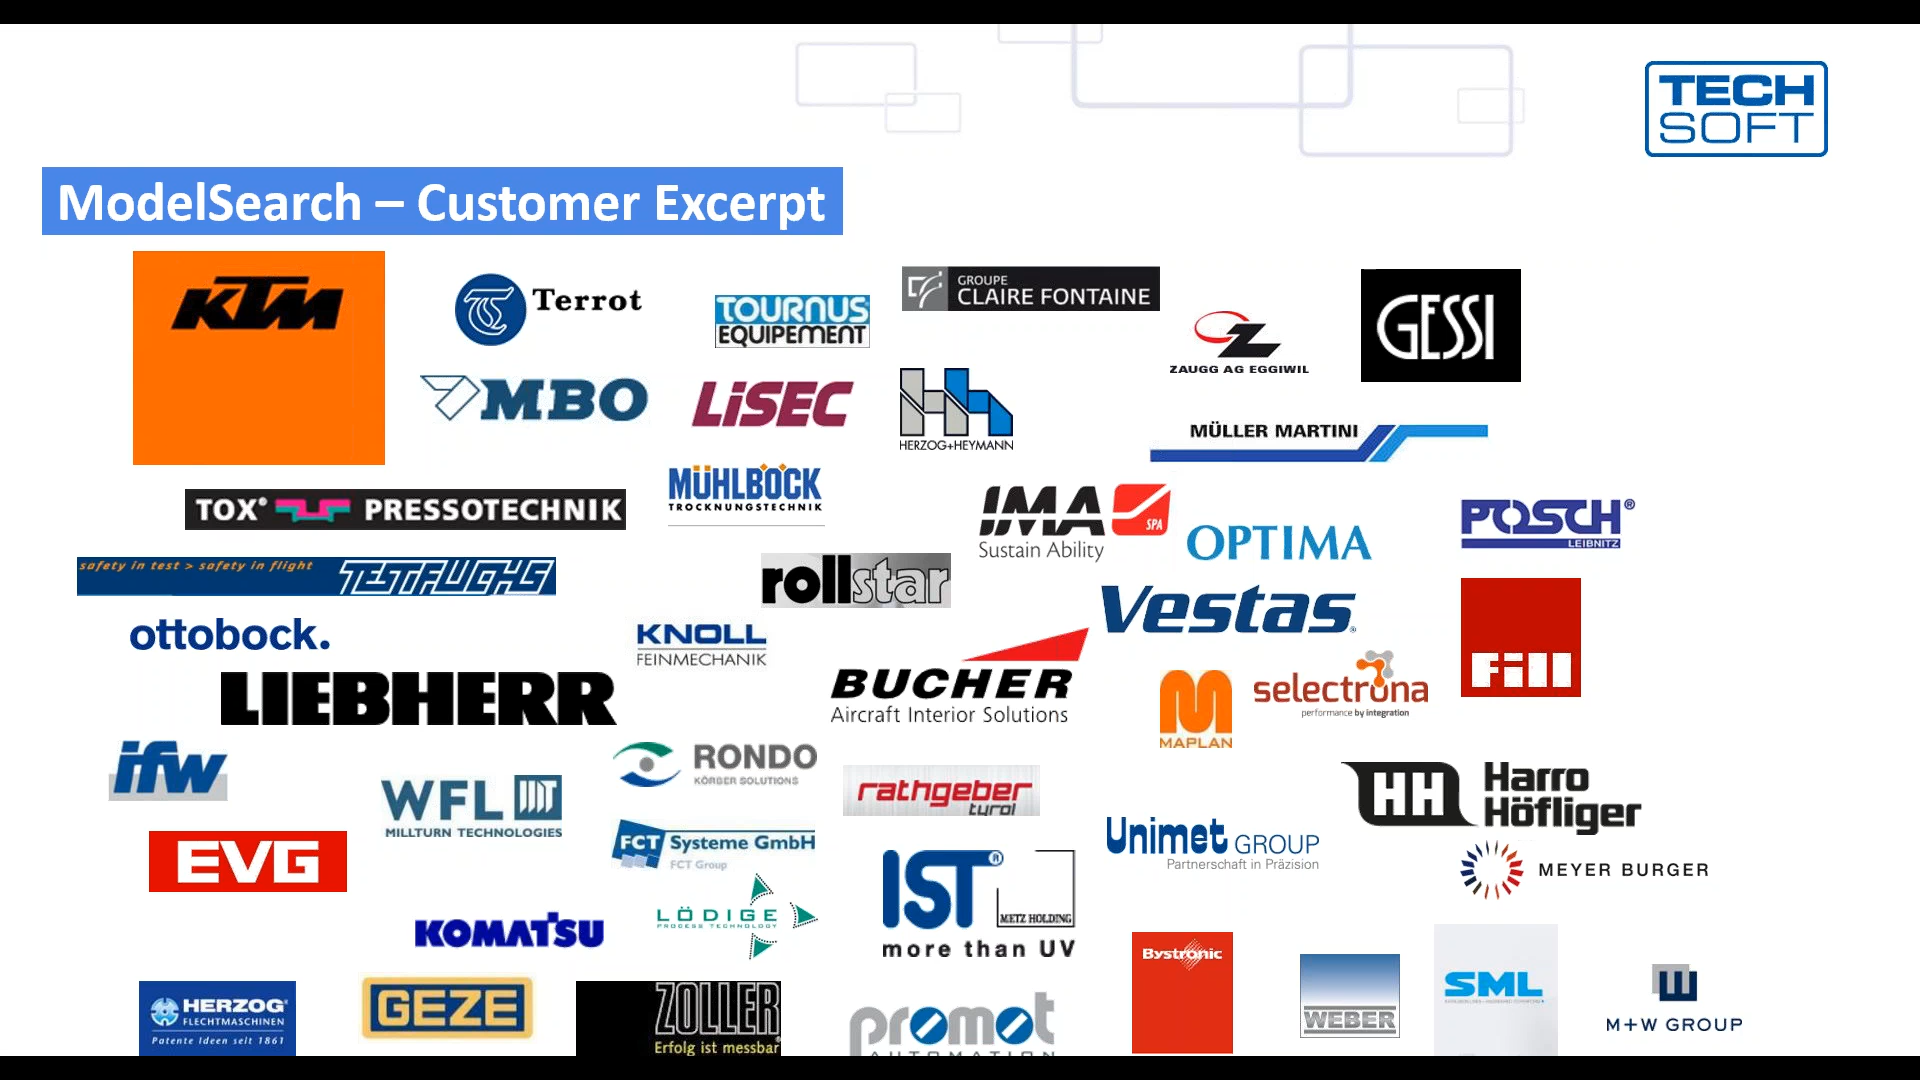 TECH
SOFT
ModelSearch – Customer Excerpt
KTM
Terrot
TOURNUS
EQUIPEMENT
GROUPE
CLAIRE FONTAINE
ZAUGG AG EGGIWIL
GESSI
MBO
LiSEC
HERZOG+HEYMANN
MÜLLER MARTINI
TOX® PRESSOTECHNIK
MÜHLBÖCK
TROCKNUNGSTECHNIK
IMA
SPA
Sustain Ability
OPTIMA
POSCH®
LEIBNITZ
safety in test > safety in flight TESTFUCHS
rollstar
Vestas
Fill
ottobock.
KNOLL
FEINMECHANIK
LIEBHERR
BUCHER
Aircraft Interior Solutions
MAPLAN
selectrona
performance by integration
ifw
WFL
MILLTURN TECHNOLOGIES
RONDO
KÖRBER SOLUTIONS
rathgeber
tyrol
HH Harro
Höfliger
Unimet GROUP
Partnerschaft in Präzision
EVG
FCT Systeme GmbH
FCT Group
IST®
METZ HOLDING
more than UV
MEYER BURGER
KOMATSU
LÖDIGE
PROCESS TECHNOLOGY
Bystronic
WEBER
SML
M+W GROUP
HERZOG
FLECHTMASCHINEN
Patente Ideen seit 1861
GEZE
ZOLLER
Erfolg ist messbar
promot
AUTOMATION